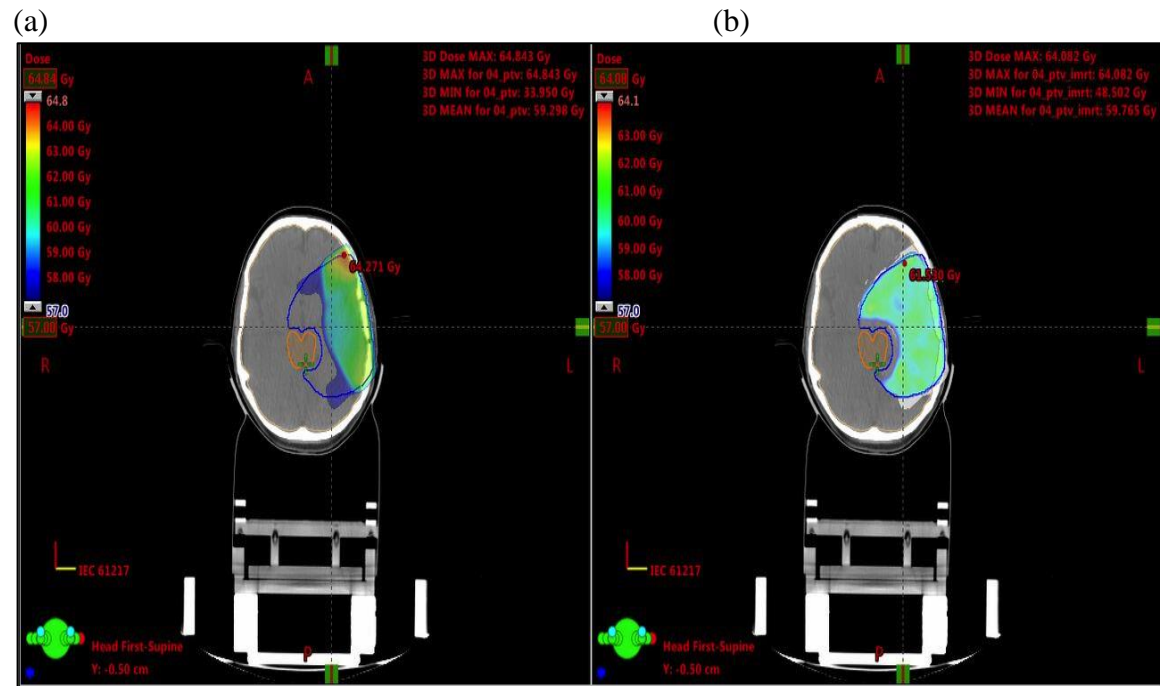 (a)
(b)
Dose
64.84 Gy
64.8
64.00 Gy
63.00 Gy
62.00 Gy
61.00 Gy
60.00 Gy
59.00 Gy
58.00 Gy
57.0
57.00 Gy
A
3D Dose MAX: 64.843 Gy
3D MAX for 04_ptv: 64.843 Gy
3D MIN for 04_ptv: 33.950 Gy
3D MEAN for 04_ptv: 59.298 Gy
64.271 Gy
R
L
IEC 61217
P
Head First-Supine
Y: -0.50 cm
Dose
64.08 Gy
64.1
63.00 Gy
62.00 Gy
61.00 Gy
60.00 Gy
59.00 Gy
58.00 Gy
57.0
57.00 Gy
A
3D Dose MAX: 64.082 Gy
3D MAX for 04_ptv_imrt: 64.082 Gy
3D MIN for 04_ptv_imrt: 48.502 Gy
3D MEAN for 04_ptv_imrt: 59.765 Gy
Gy
R
L
IEC 61217
P
Head First-Supine
Y: -0.50 cm